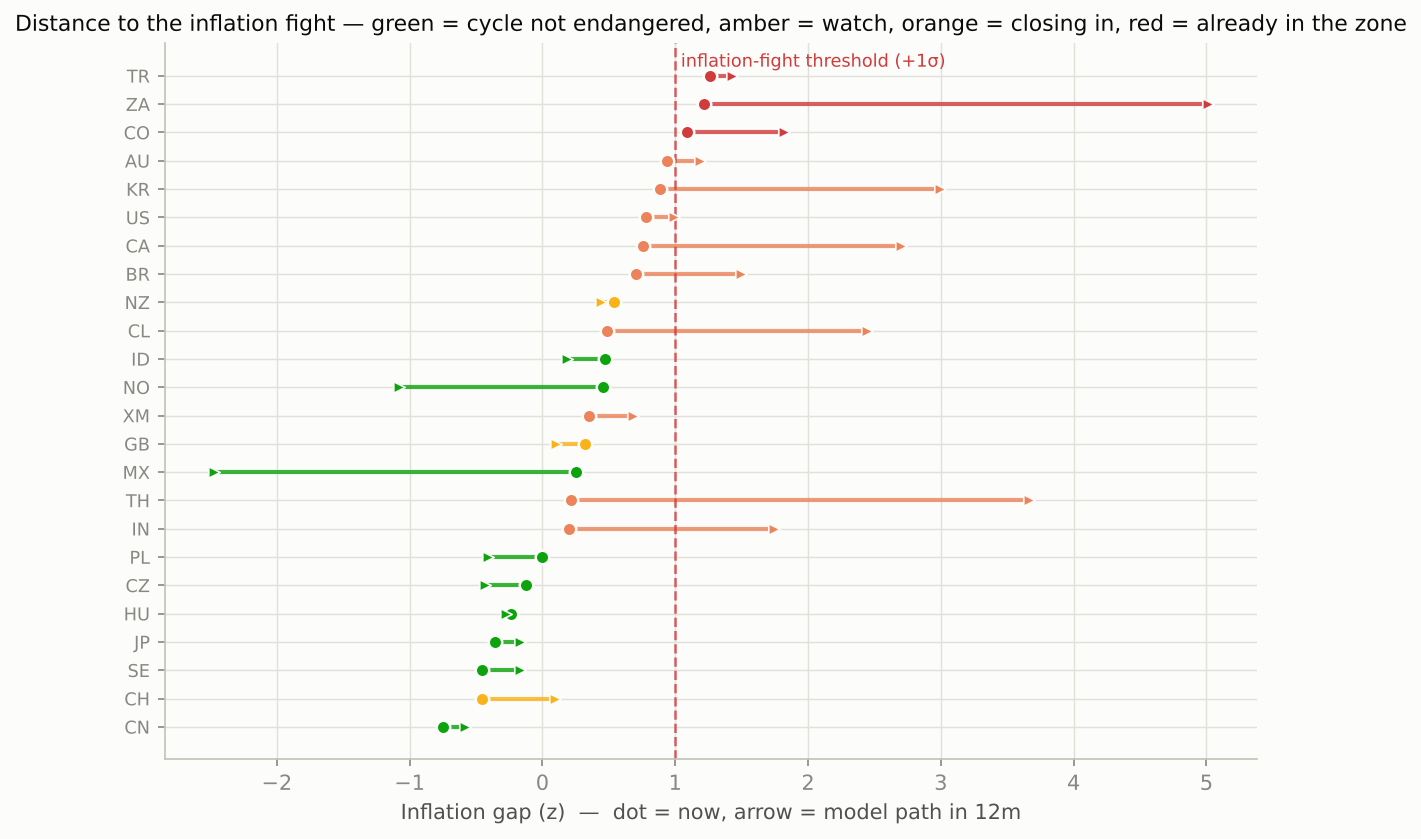 Distance to the inflation fight — green = cycle not endangered, amber = watch, orange = closing in, red = already in the zone
inflation-fight threshold (+1σ)
TR
ZA
CO
AU
KR
US
CA
BR
NZ
CL
ID
NO
XM
GB
MX
TH
IN
PL
CZ
HU
JP
SE
CH
CN
−2 −1 0 1 2 3 4 5
Inflation gap (z) — dot = now, arrow = model path in 12m